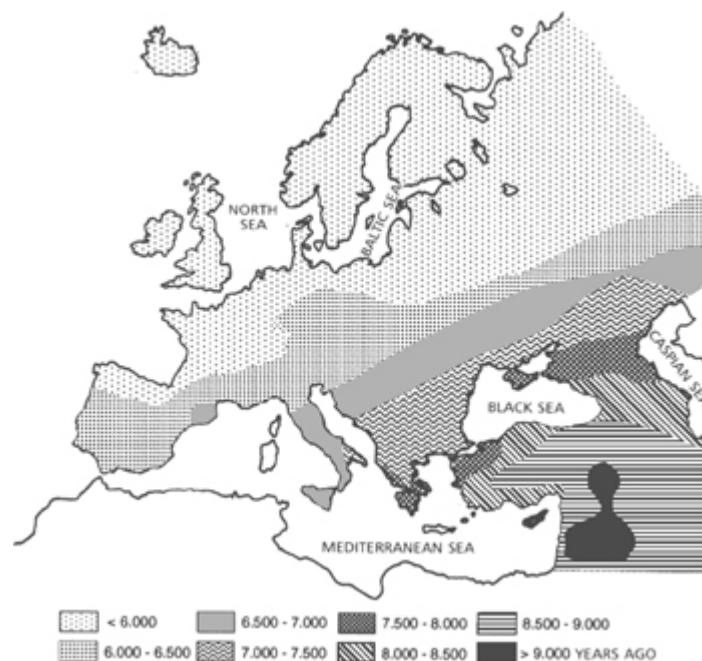 NORTH
SEA
BALTIC SEA
CASPIAN SEA
BLACK SEA
MEDITERRANEAN SEA
< 6.000
6.500 - 7.000
7.500 - 8.000
8.500 - 9.000
6.000 - 6.500
7.000 - 7.500
8.000 - 8.500
> 9.000 YEARS AGO